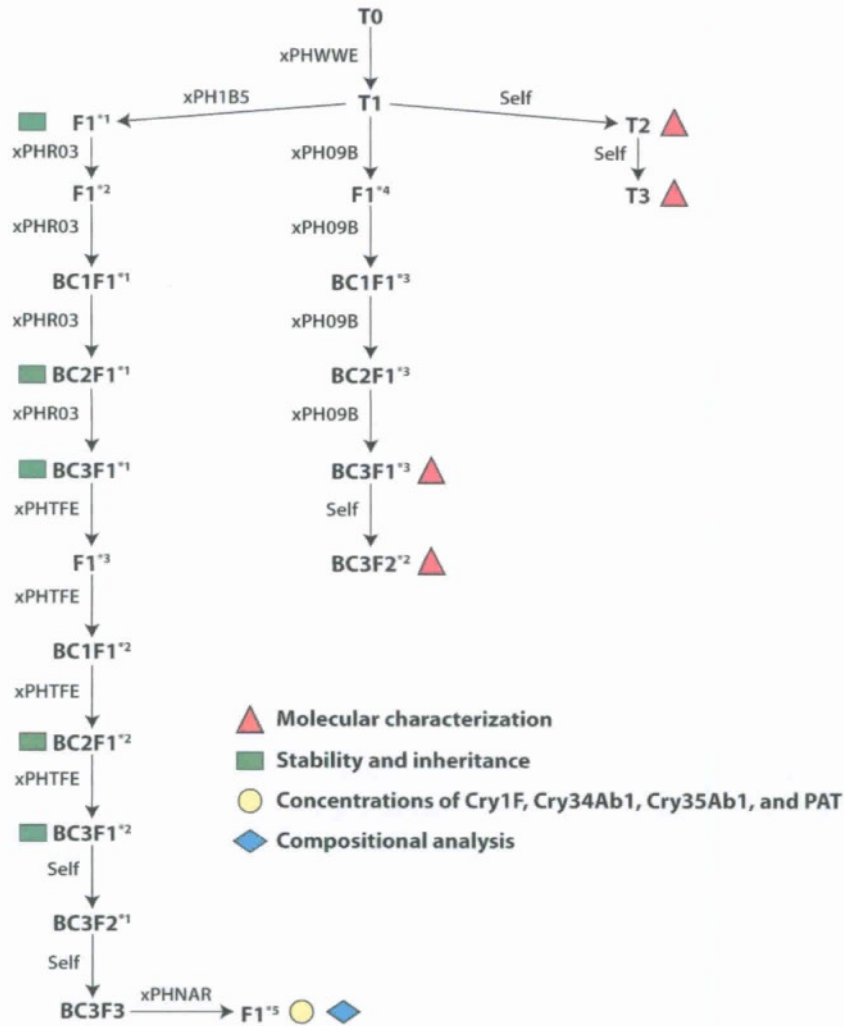 T0
xPHWWE
xPH1B5 T1 Self
F1*1 T2
xPHR03 xPH09B Self
F1*2 F1*4 T3
xPHR03 xPH09B
BC1F1*1 BC1F1*3
xPHR03 xPH09B
BC2F1*1 BC2F1*3
xPHR03 xPH09B
BC3F1*1 BC3F1*3
xPHTFE Self
F1*3 BC3F2*2
xPHTFE
BC1F1*2
xPHTFE
BC2F1*2
xPHTFE
BC3F1*2
Self
BC3F2*1
Self
BC3F3 xPHNAR F1*5
Molecular characterization
Stability and inheritance
Concentrations of Cry1F, Cry34Ab1, Cry35Ab1, and PAT
Compositional analysis